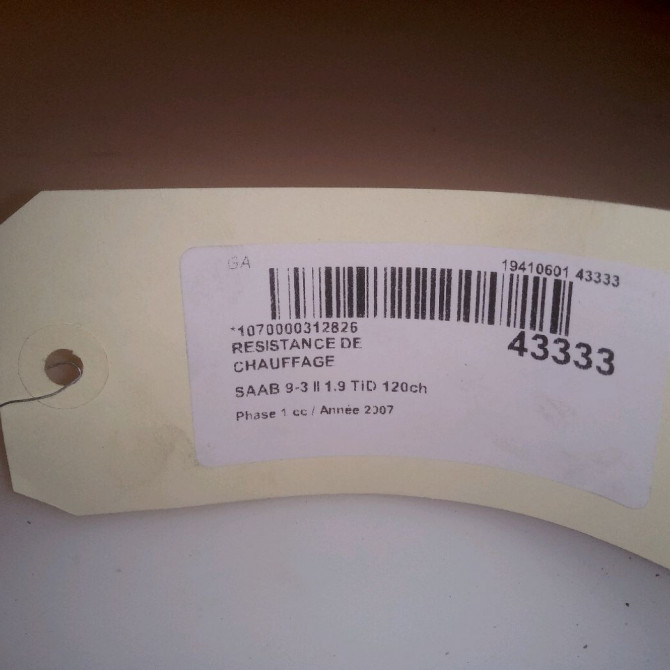 GA
19410601 43333
*1070000312826
43333
RESISTANCE DE
CHAUFFAGE
SAAB 9-3 II 1.9 TiD 120ch
Phase 1 cc / Année 2007